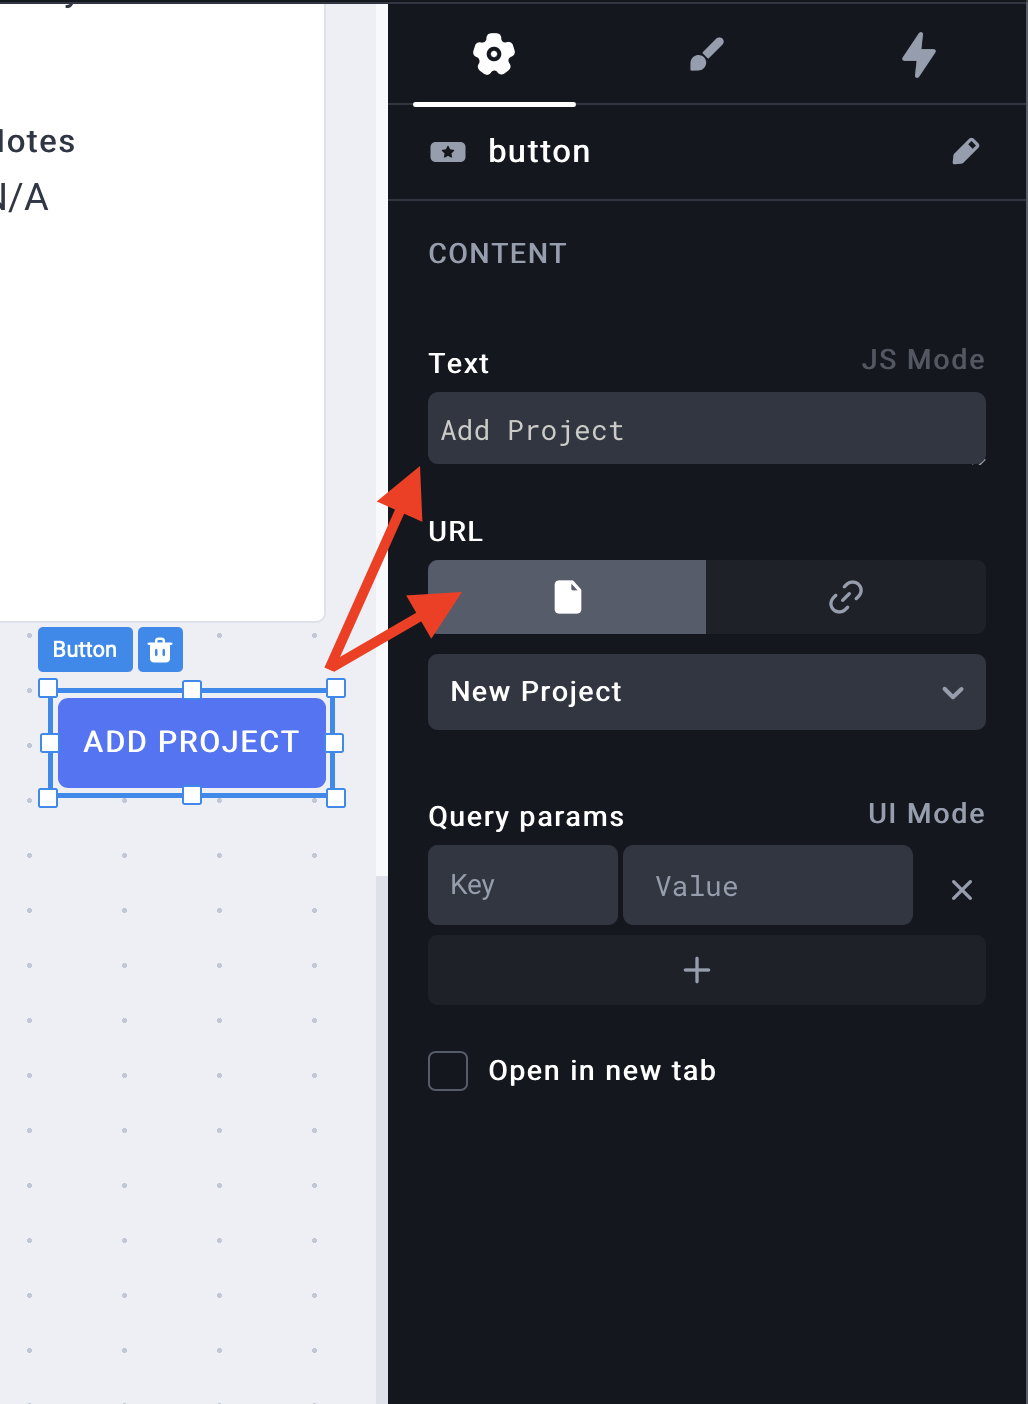 button
otes
N/A
CONTENT
Text
JS Mode
Add Project
URL
Button
New Project
ADD PROJECT
Query params
UI Mode
Key
Value
Open in new tab